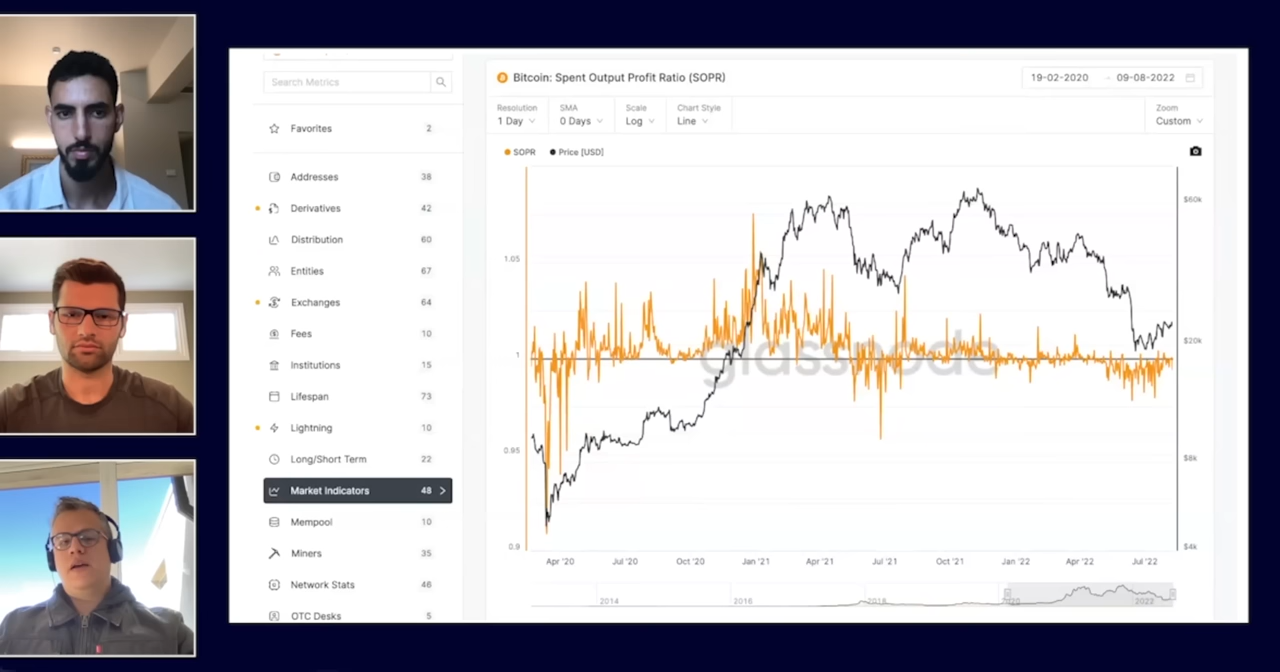 Search Metrics
Favorites 2
Addresses 38
Derivatives 42
Distribution 60
Entities 67
Exchanges 64
Fees 10
Institutions 15
Lifespan 73
Lightning 10
Long/Short Term 22
Market Indicators 48
Mempool 10
Miners 35
Network Stats 46
OTC Desks 5
Bitcoin: Spent Output Profit Ratio (SOPR)
19-02-2020 → 09-08-2022
Resolution SMA Scale Chart Style Zoom
1 Day 0 Days Log Line Custom
SOPR Price [USD]
$60k
1.05
$20k
1
glassnode
0.95
$8k
0.9
$4k
Apr '20 Jul '20 Oct '20 Jan '21 Apr '21 Jul '21 Oct '21 Jan '22 Apr '22 Jul '22
2014 2016 2018 2020 2022